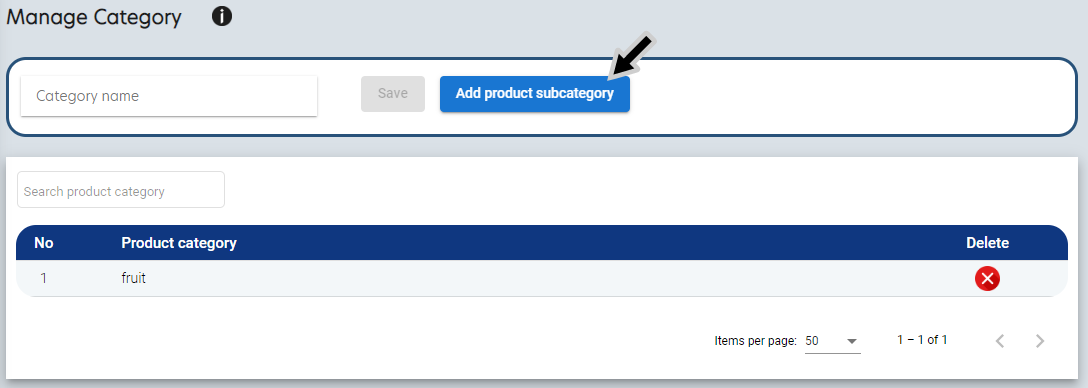 Manage Category i
Category name Save Add product subcategory
Search product category
No Product category Delete
1 fruit
Items per page: 50 1 – 1 of 1